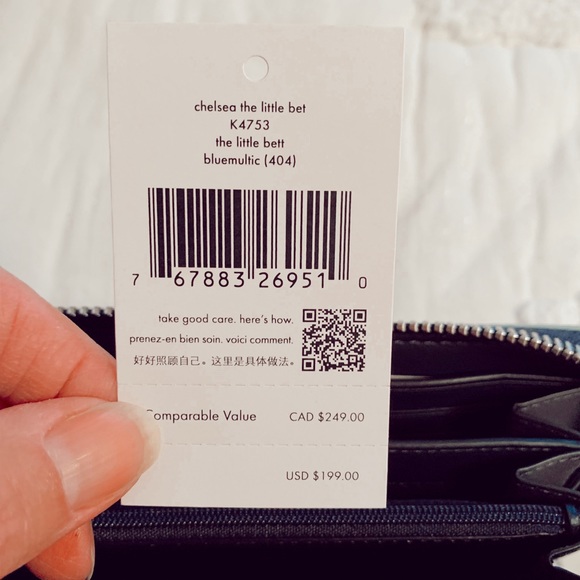 chelsea the little bet
K4753
the little bett
bluemultic (404)
7 67883 26951 0
take good care. here's how.
prenez-en bien soin. voici comment.
好好照顾自己。这里是具体做法。
Comparable Value CAD $249.00
USD $199.00